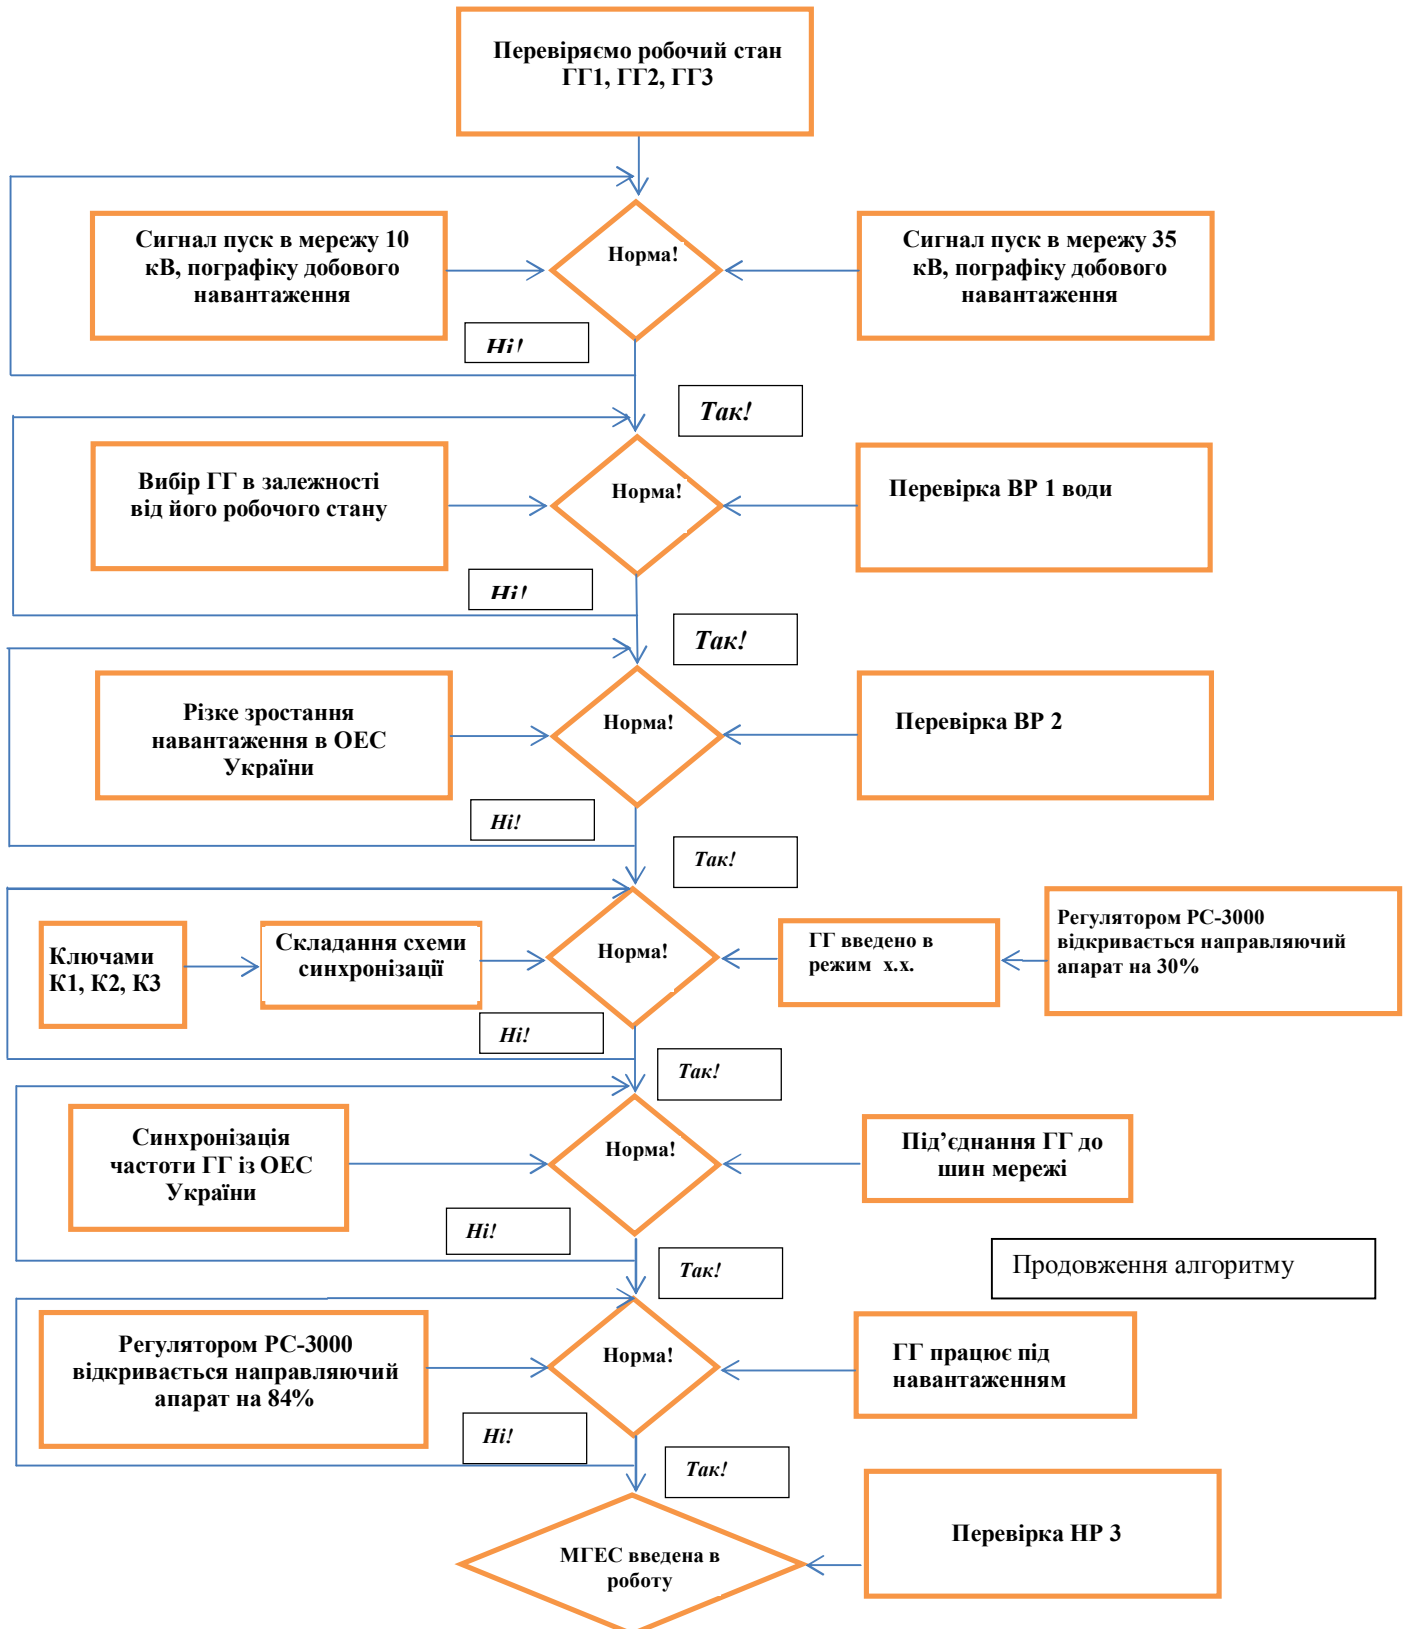 Перевіряємо робочий стан
ГГ1, ГГ2, ГГ3
Сигнал пуск в мережу 10
кВ, пографіку добового
навантаження
Норма!
Сигнал пуск в мережу 35
кВ, пографіку добового
навантаження
Ні!
Так!
Вибір ГГ в залежності
від його робочого стану
Норма!
Перевірка ВР 1 води
Ні!
Так!
Різке зростання
навантаження в ОЕС
України
Норма!
Перевірка ВР 2
Ні!
Так!
Ключами
К1, К2, К3
Складання схеми
синхронізації
Норма!
ГГ введено в
режим х.х.
Регулятором РС-3000
відкривається направляючий
апарат на 30%
Ні!
Так!
Синхронізація
частоти ГГ із ОЕС
України
Норма!
Під’єднання ГГ до
шин мережі
Ні!
Так!
Продовження алгоритму
Регулятором РС-3000
відкривається направляючий
апарат на 84%
Норма!
ГГ працює під
навантаженням
Ні!
Так!
МГЕС введена в
роботу
Перевірка НР 3